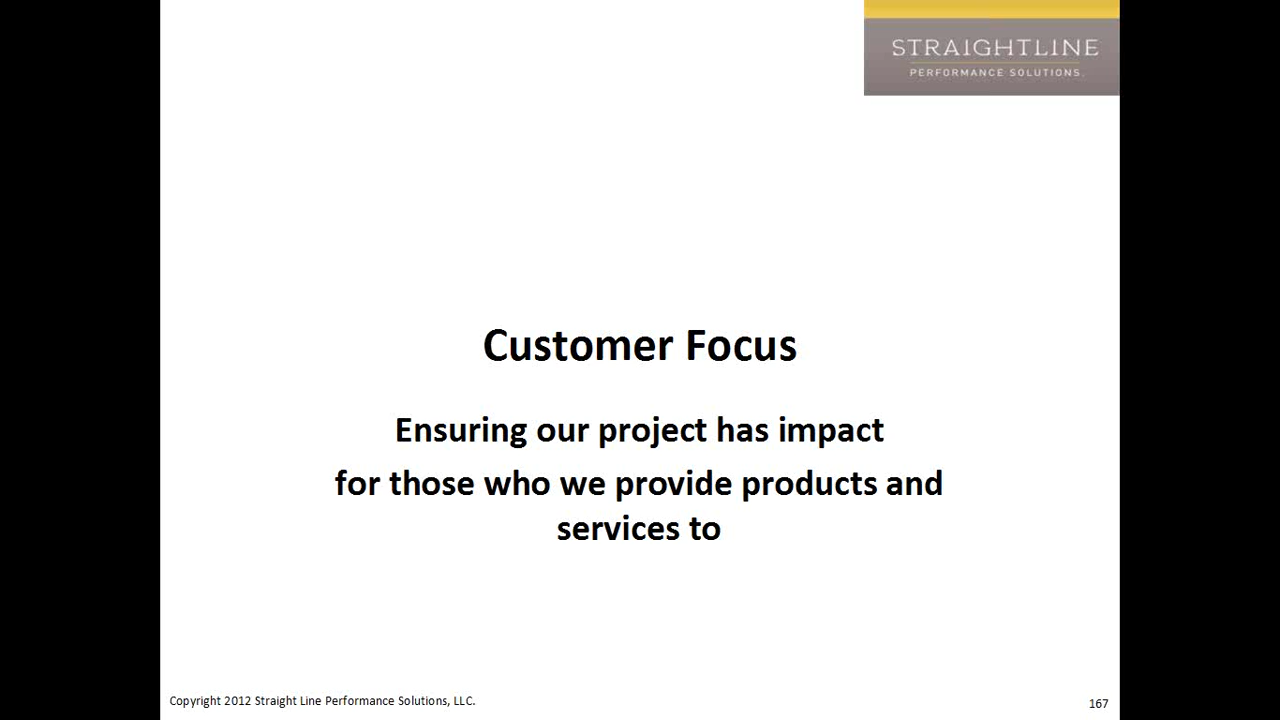 STRAIGHTLINE
PERFORMANCE SOLUTIONS.
Customer Focus
Ensuring our project has impact
for those who we provide products and
services to
Copyright 2012 Straight Line Performance Solutions, LLC.
167